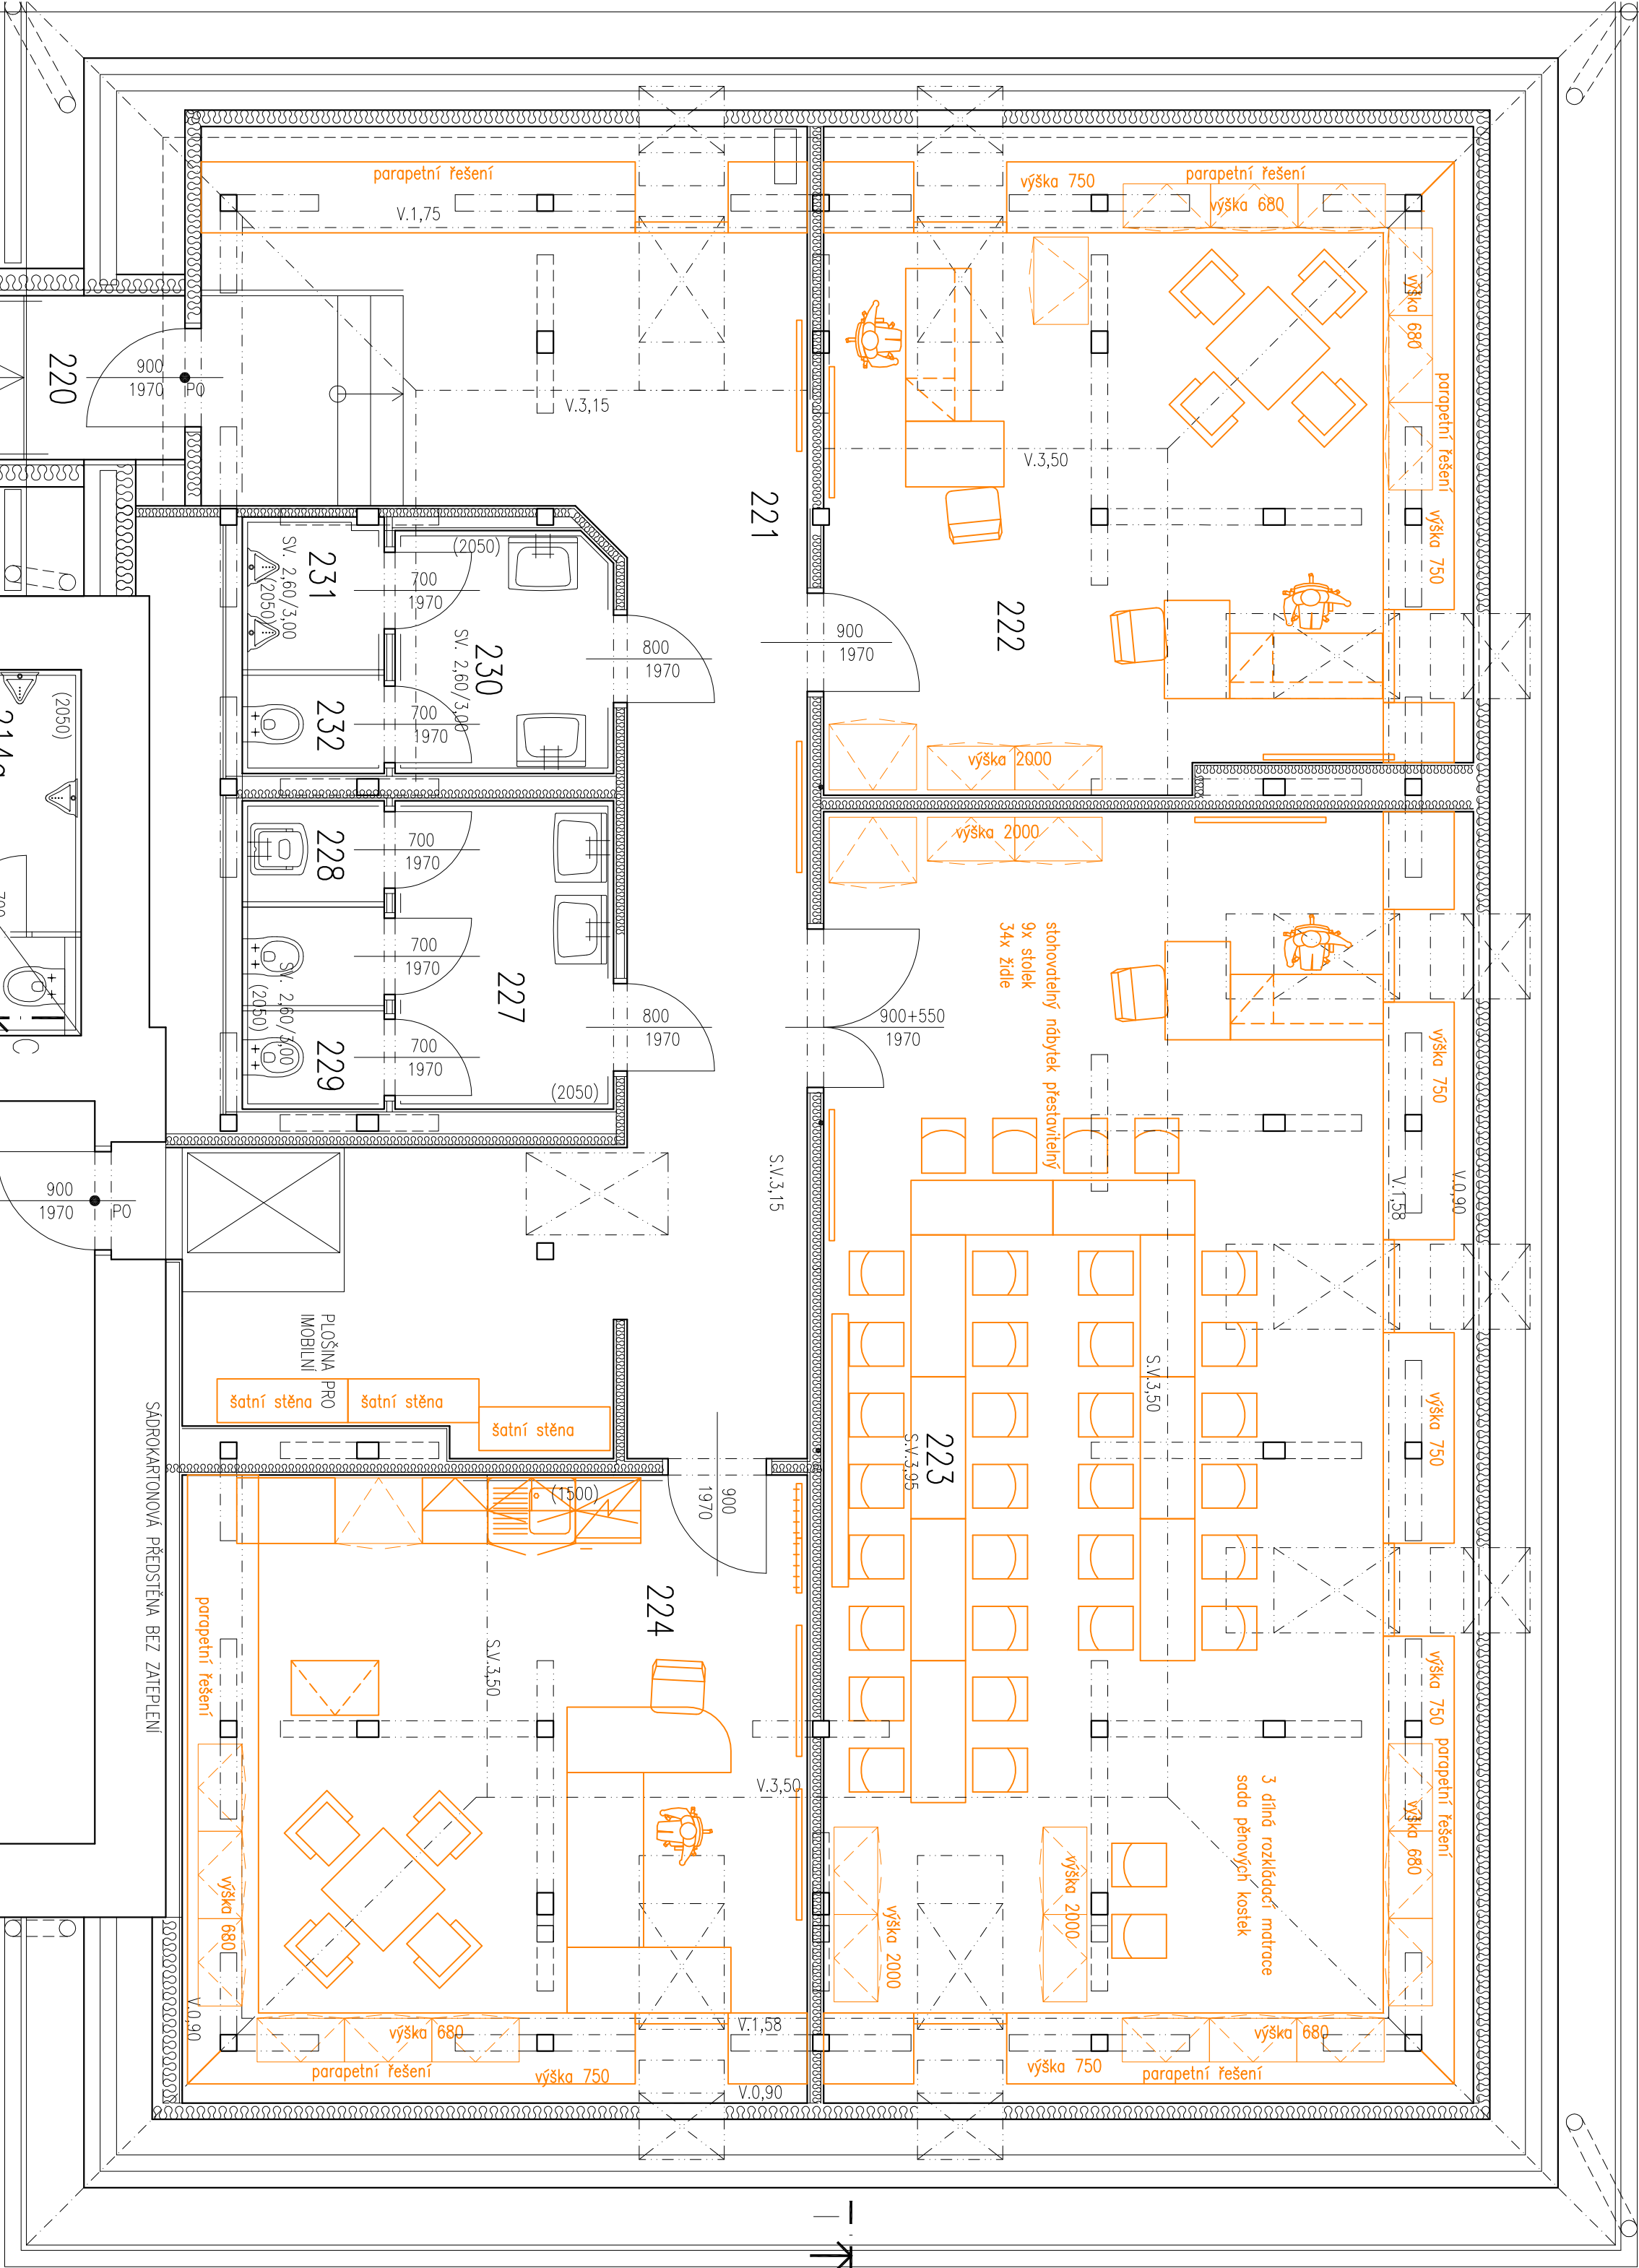 parapetní řešení
V.1,75
výška 750
parapetní řešení
výška 680
výška 680
parapetní řešení
výška 750
220
900
1970
PO
V.3,15
V.3,50
221
222
231
SV. 2,60/3,00
(2050)
(2050)
700
1970
230
SV. 2,60/3,00
800
1970
900
1970
232
700
1970
výška 2000
(2050)
214a
700
228
700
1970
výška 2000
stohovatelný nábytek přestavitelný
9x stolek
34x židle
700
1970
227
SV. 2,60/3,00
(2050)
229
700
1970
(2050)
800
1970
900+550
1970
výška 750
C
900
1970
PO
S.V.3,15
V.1,58
V.0,90
PLOŠINA PRO
IMOBILNÍ
šatní stěna
šatní stěna
šatní stěna
S.V.3,50
223
S.V.3,95
výška 750
SÁDROKARTONOVÁ PŘEDSTĚNA BEZ ZATEPLENÍ
(1500)
900
1970
224
parapetní řešení
S.V.3,50
V.3,50
výška 750
parapetní řešení
výška 680
3 dílná rozkládací matrace
sada pěnových kostek
výška 680
výška 2000
výška 2000
V.0,90
výška 680
parapetní řešení
výška 750
V.1,58
V.0,90
výška 750
výška 680
parapetní řešení